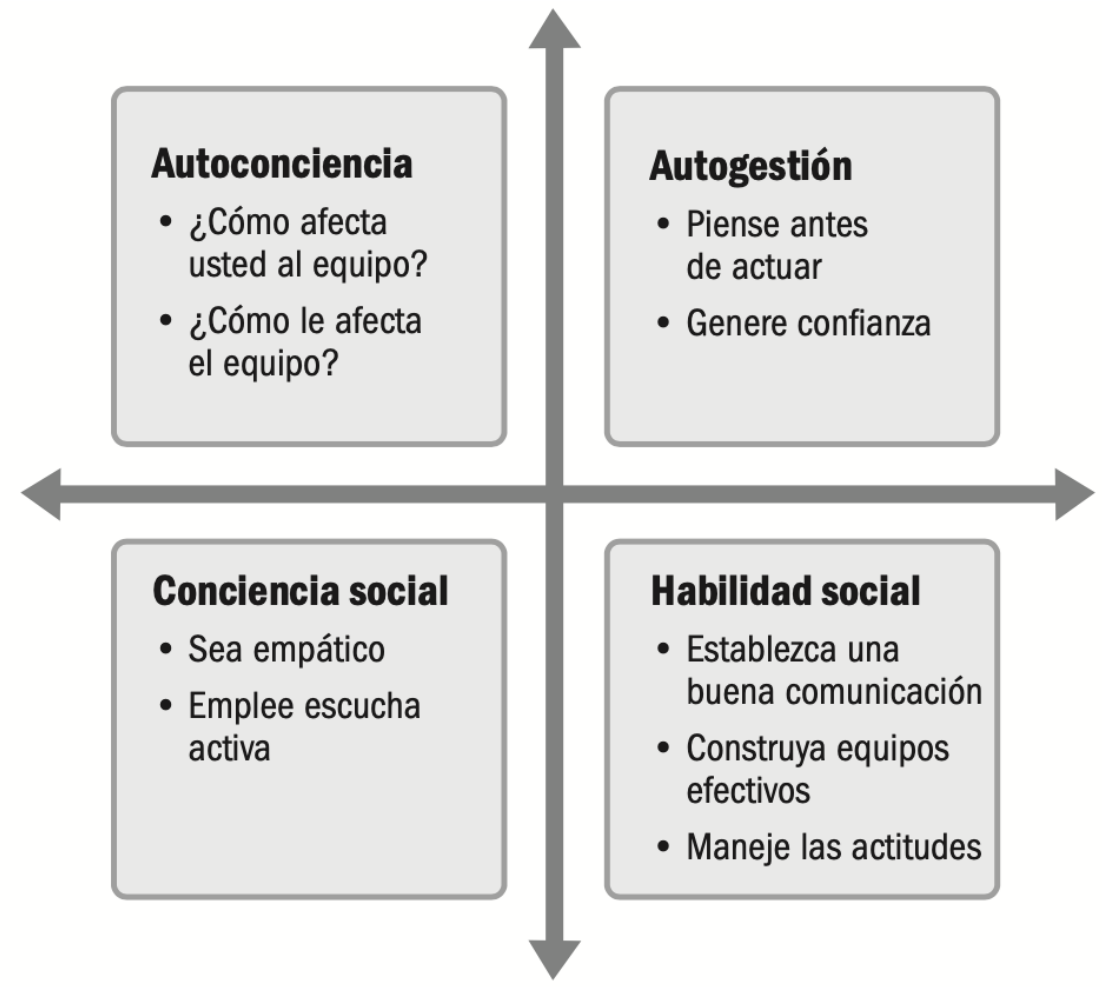 Autoconciencia
• ¿Cómo afecta
usted al equipo?
• ¿Cómo le afecta
el equipo?
Autogestión
• Piense antes
de actuar
• Genere confianza
Conciencia social
• Sea empático
• Emplee escucha
activa
Habilidad social
• Establezca una
buena comunicación
• Construya equipos
efectivos
• Maneje las actitudes